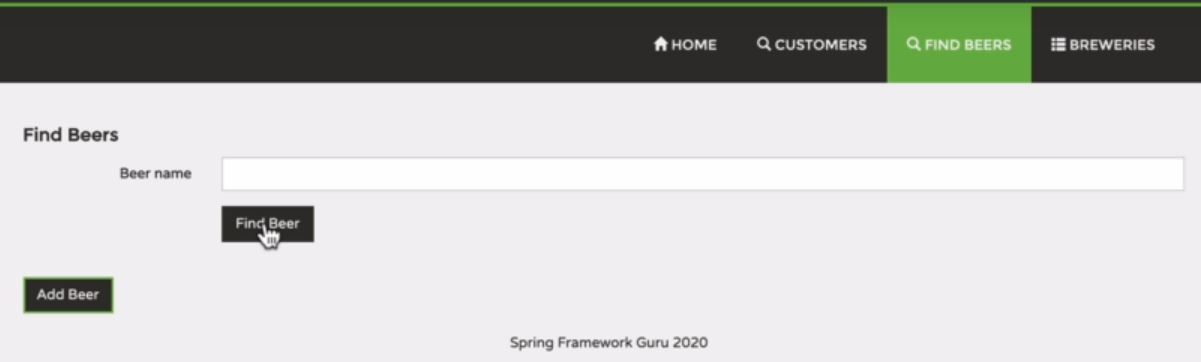 HOME CUSTOMERS FIND BEERS BREWERIES
Find Beers
Beer name
Find Beer
Add Beer
Spring Framework Guru 2020